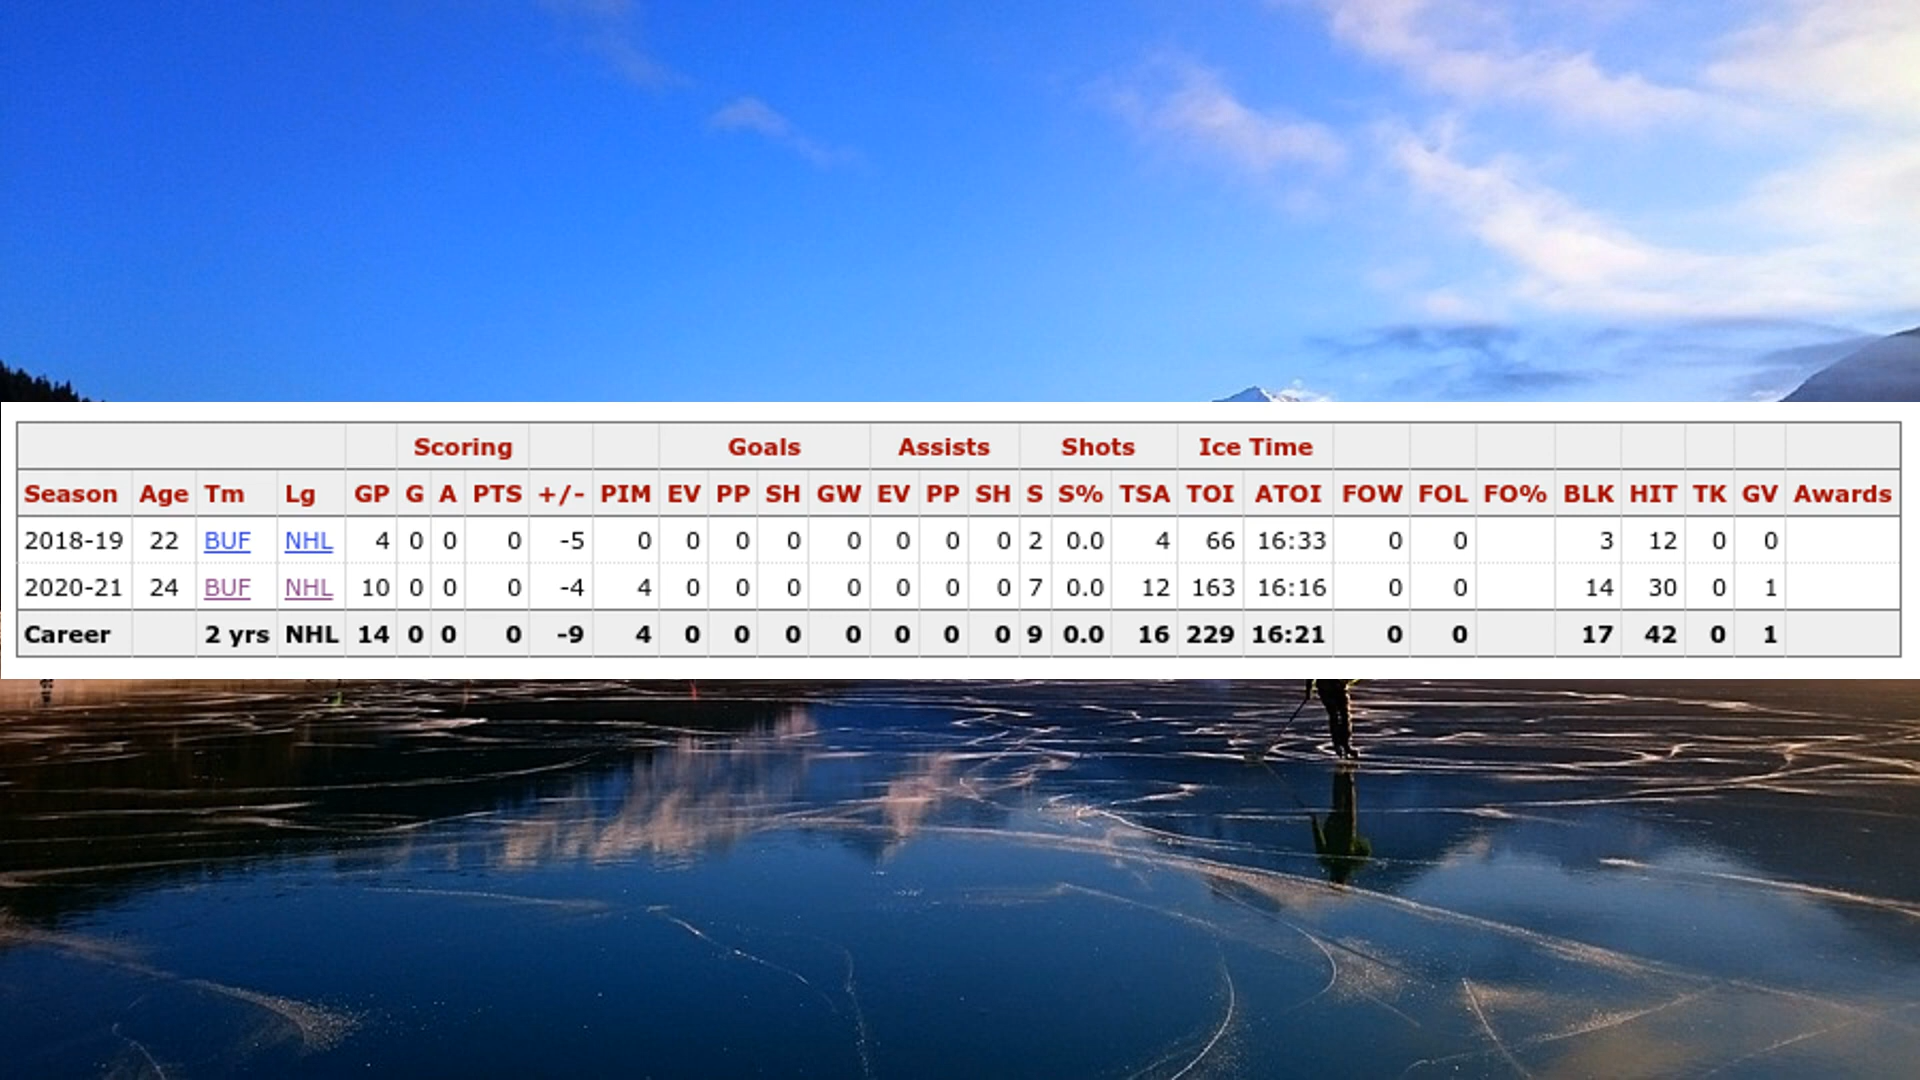 Scoring Goals Assists Shots Ice Time
Season Age Tm Lg GP G A PTS +/- PIM EV PP SH GW EV PP SH S S% TSA TOI ATOI FOW FOL FO% BLK HIT TK GV Awards
2018-19 22 BUF NHL 4 0 0 0 -5 0 0 0 0 0 0 0 0 2 0.0 4 66 16:33 0 0 3 12 0 0
2020-21 24 BUF NHL 10 0 0 0 -4 4 0 0 0 0 0 0 0 7 0.0 12 163 16:16 0 0 14 30 0 1
Career 2 yrs NHL 14 0 0 0 -9 4 0 0 0 0 0 0 0 9 0.0 16 229 16:21 0 0 17 42 0 1